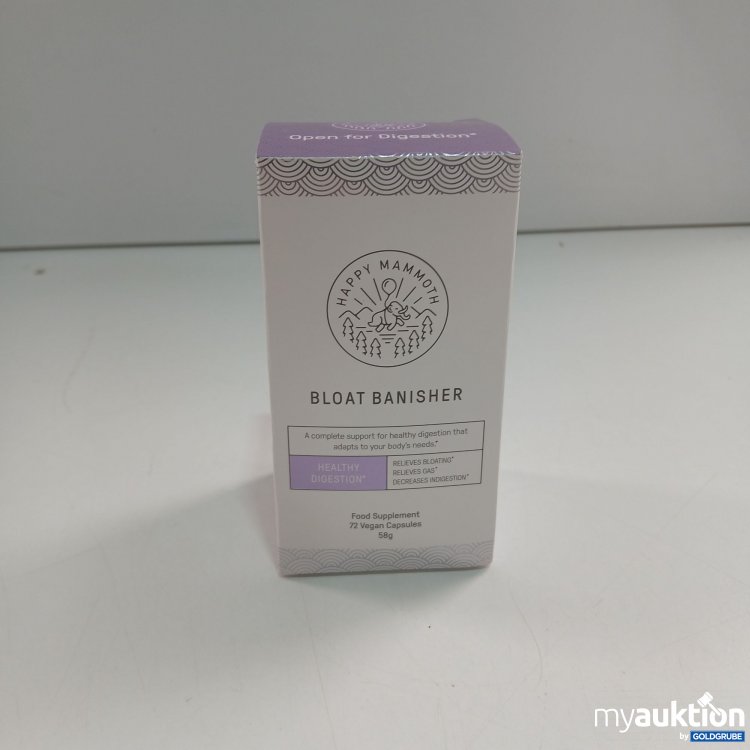 Open for Digestion*
HAPPY MAMMOTH
BLOAT BANISHER
A complete support for healthy digestion that
adapts to your body's needs.*
HEALTHY
DIGESTION*
RELIEVES BLOATING*
RELIEVES GAS*
DECREASES INDIGESTION*
Food Supplement
72 Vegan Capsules
58g
myauktion
by GOLDGRUBE